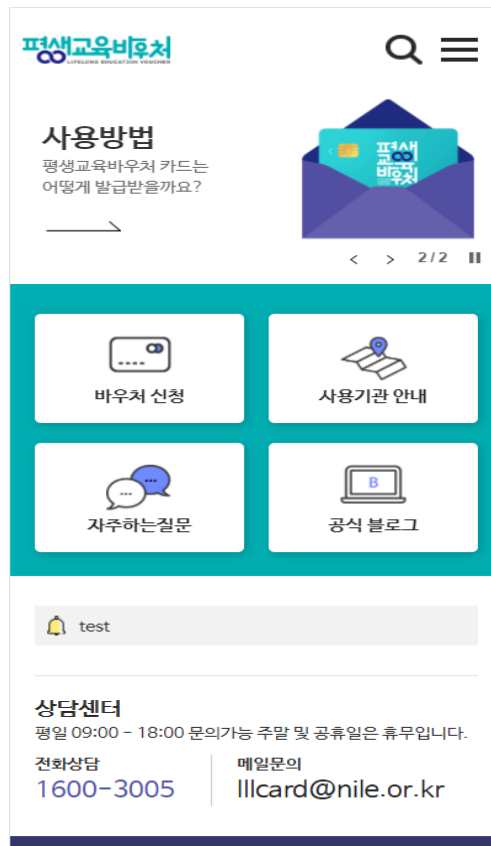 평생교육바우처
LIFELONG EDUCATION VOUCHER
사용방법
평생교육바우처 카드는
어떻게 발급받을까요?
평생
바우처
< > 2/2
바우처 신청
사용기관 안내
자주하는질문
B
공식 블로그
test
상담센터
평일 09:00 - 18:00 문의가능 주말 및 공휴일은 휴무입니다.
전화상담
1600-3005
메일문의
lllcard@nile.or.kr